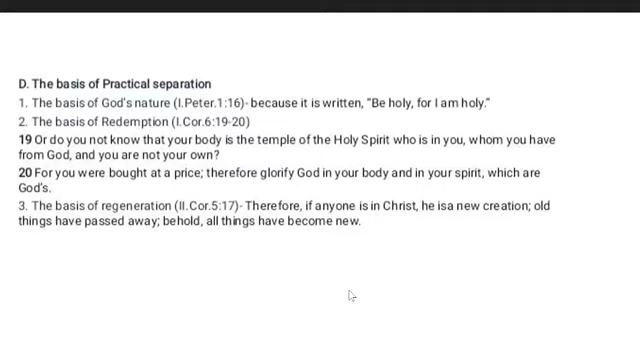 D. The basis of Practical separation
1. The basis of God's nature (I.Peter.1:16)- because it is written, "Be holy, for I am holy."
2. The basis of Redemption (I.Cor.6:19-20)
19 Or do you not know that your body is the temple of the Holy Spirit who is in you, whom you have
from God, and you are not your own?
20 For you were bought at a price; therefore glorify God in your body and in your spirit, which are
God's.
3. The basis of regeneration (II.Cor.5:17)- Therefore, if anyone is in Christ, he isa new creation; old
things have passed away; behold, all things have become new.